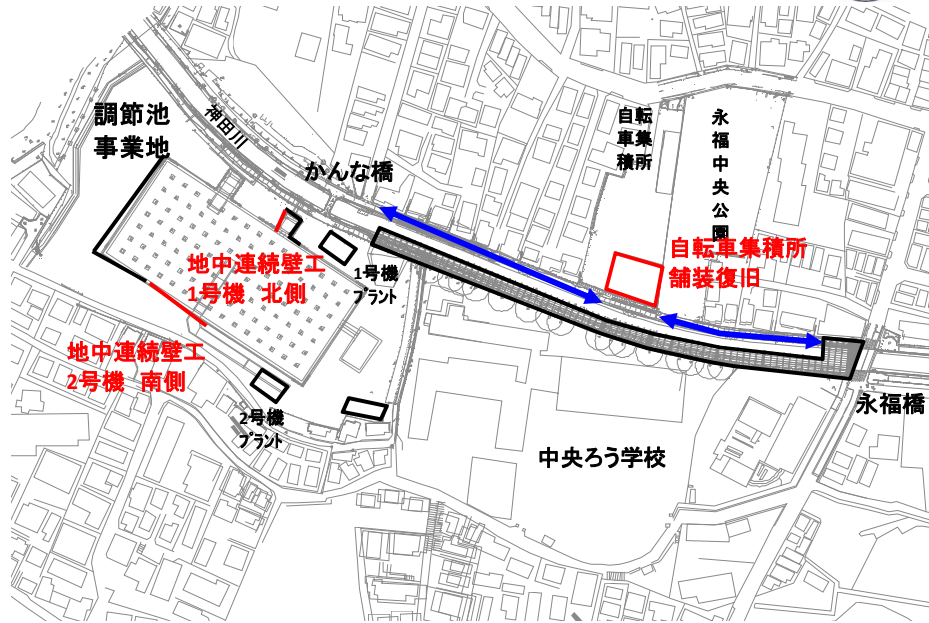 調節池
事業地
神田川
かんな橋
自転
車集
積所
永福中央公園
地中連続壁工
1号機 北側
1号機
プラント
自転車集積所
舗装復旧
地中連続壁工
2号機 南側
2号機
プラント
永福橋
中央ろう学校